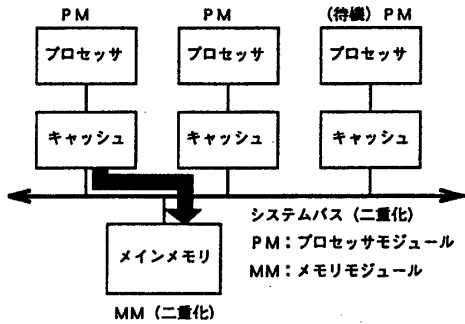 PM PM (待機) PM
プロセッサ プロセッサ プロセッサ
キャッシュ キャッシュ キャッシュ
システムバス (二重化)
PM:プロセッサモジュール
メインメモリ
MM:メモリモジュール
MM (二重化)